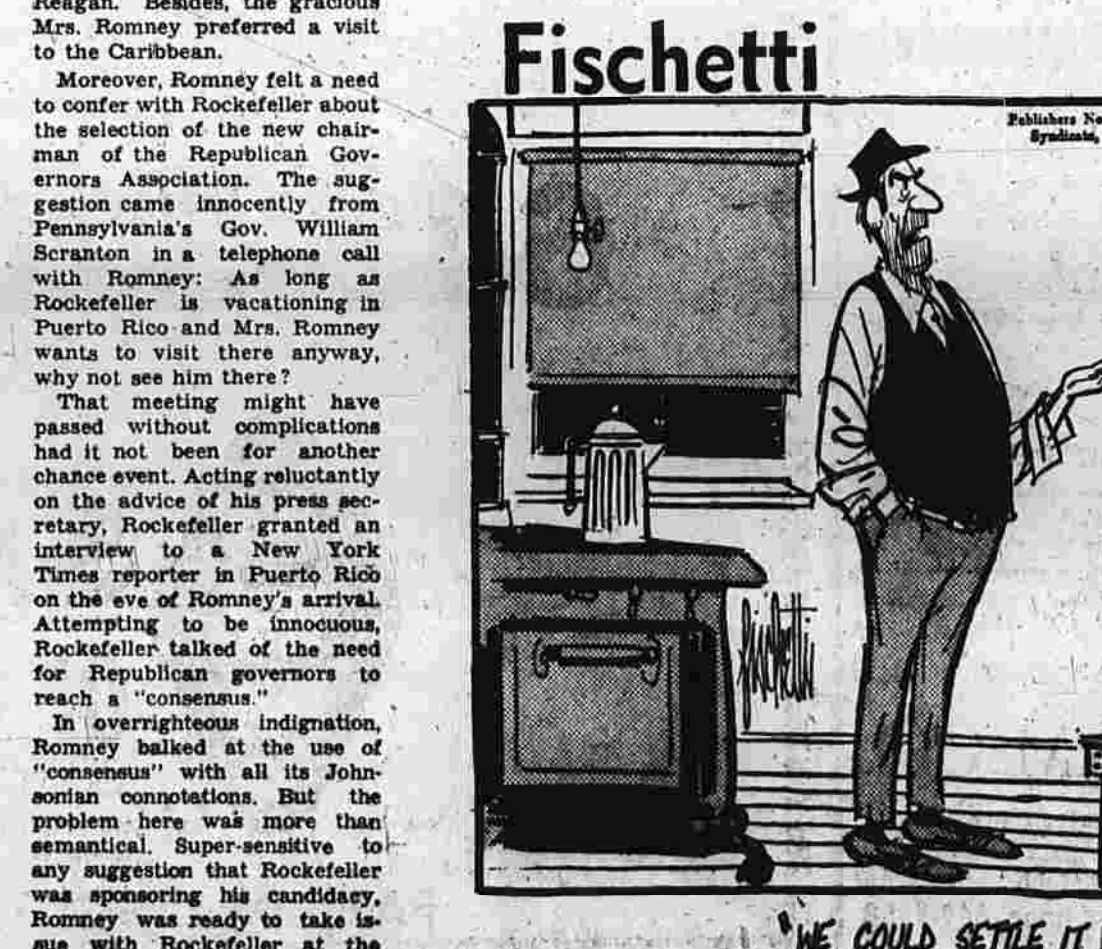 Reagan. Besides, the gracious
Mrs. Romney preferred a visit
to the Caribbean.
Moreover, Romney felt a need
to confer with Rockefeller about
the selection of the new chair-
man of the Republican Gov-
ernors Association. The sug-
gestion came innocently from
Pennsylvania's Gov. William
Scranton in a telephone call
with Romney: As long as
Rockefeller is vacationing in
Puerto Rico and Mrs. Romney
wants to visit there anyway,
why not see him there?
That meeting might have
passed without complications
had it not been for another
chance event. Acting reluctantly
on the advice of his press sec-
retary, Rockefeller granted an
interview to a New York
Times reporter in Puerto Rico
on the eve of Romney's arrival.
Attempting to be innocuous,
Rockefeller talked of the need
for Republican governors to
reach a "consensus."
In overrighteous indignation,
Romney balked at the use of
"consensus" with all its John-
sonian connotations. But the
problem here was more than
semantical. Super-sensitive to
any suggestion that Rockefeller
was sponsoring his candidacy,
Romney was ready to take is-
sue with Rockefeller at the
Fischetti
Publishers Ne
Syndicate,
Fischetti
"WE COULD SETTLE IT